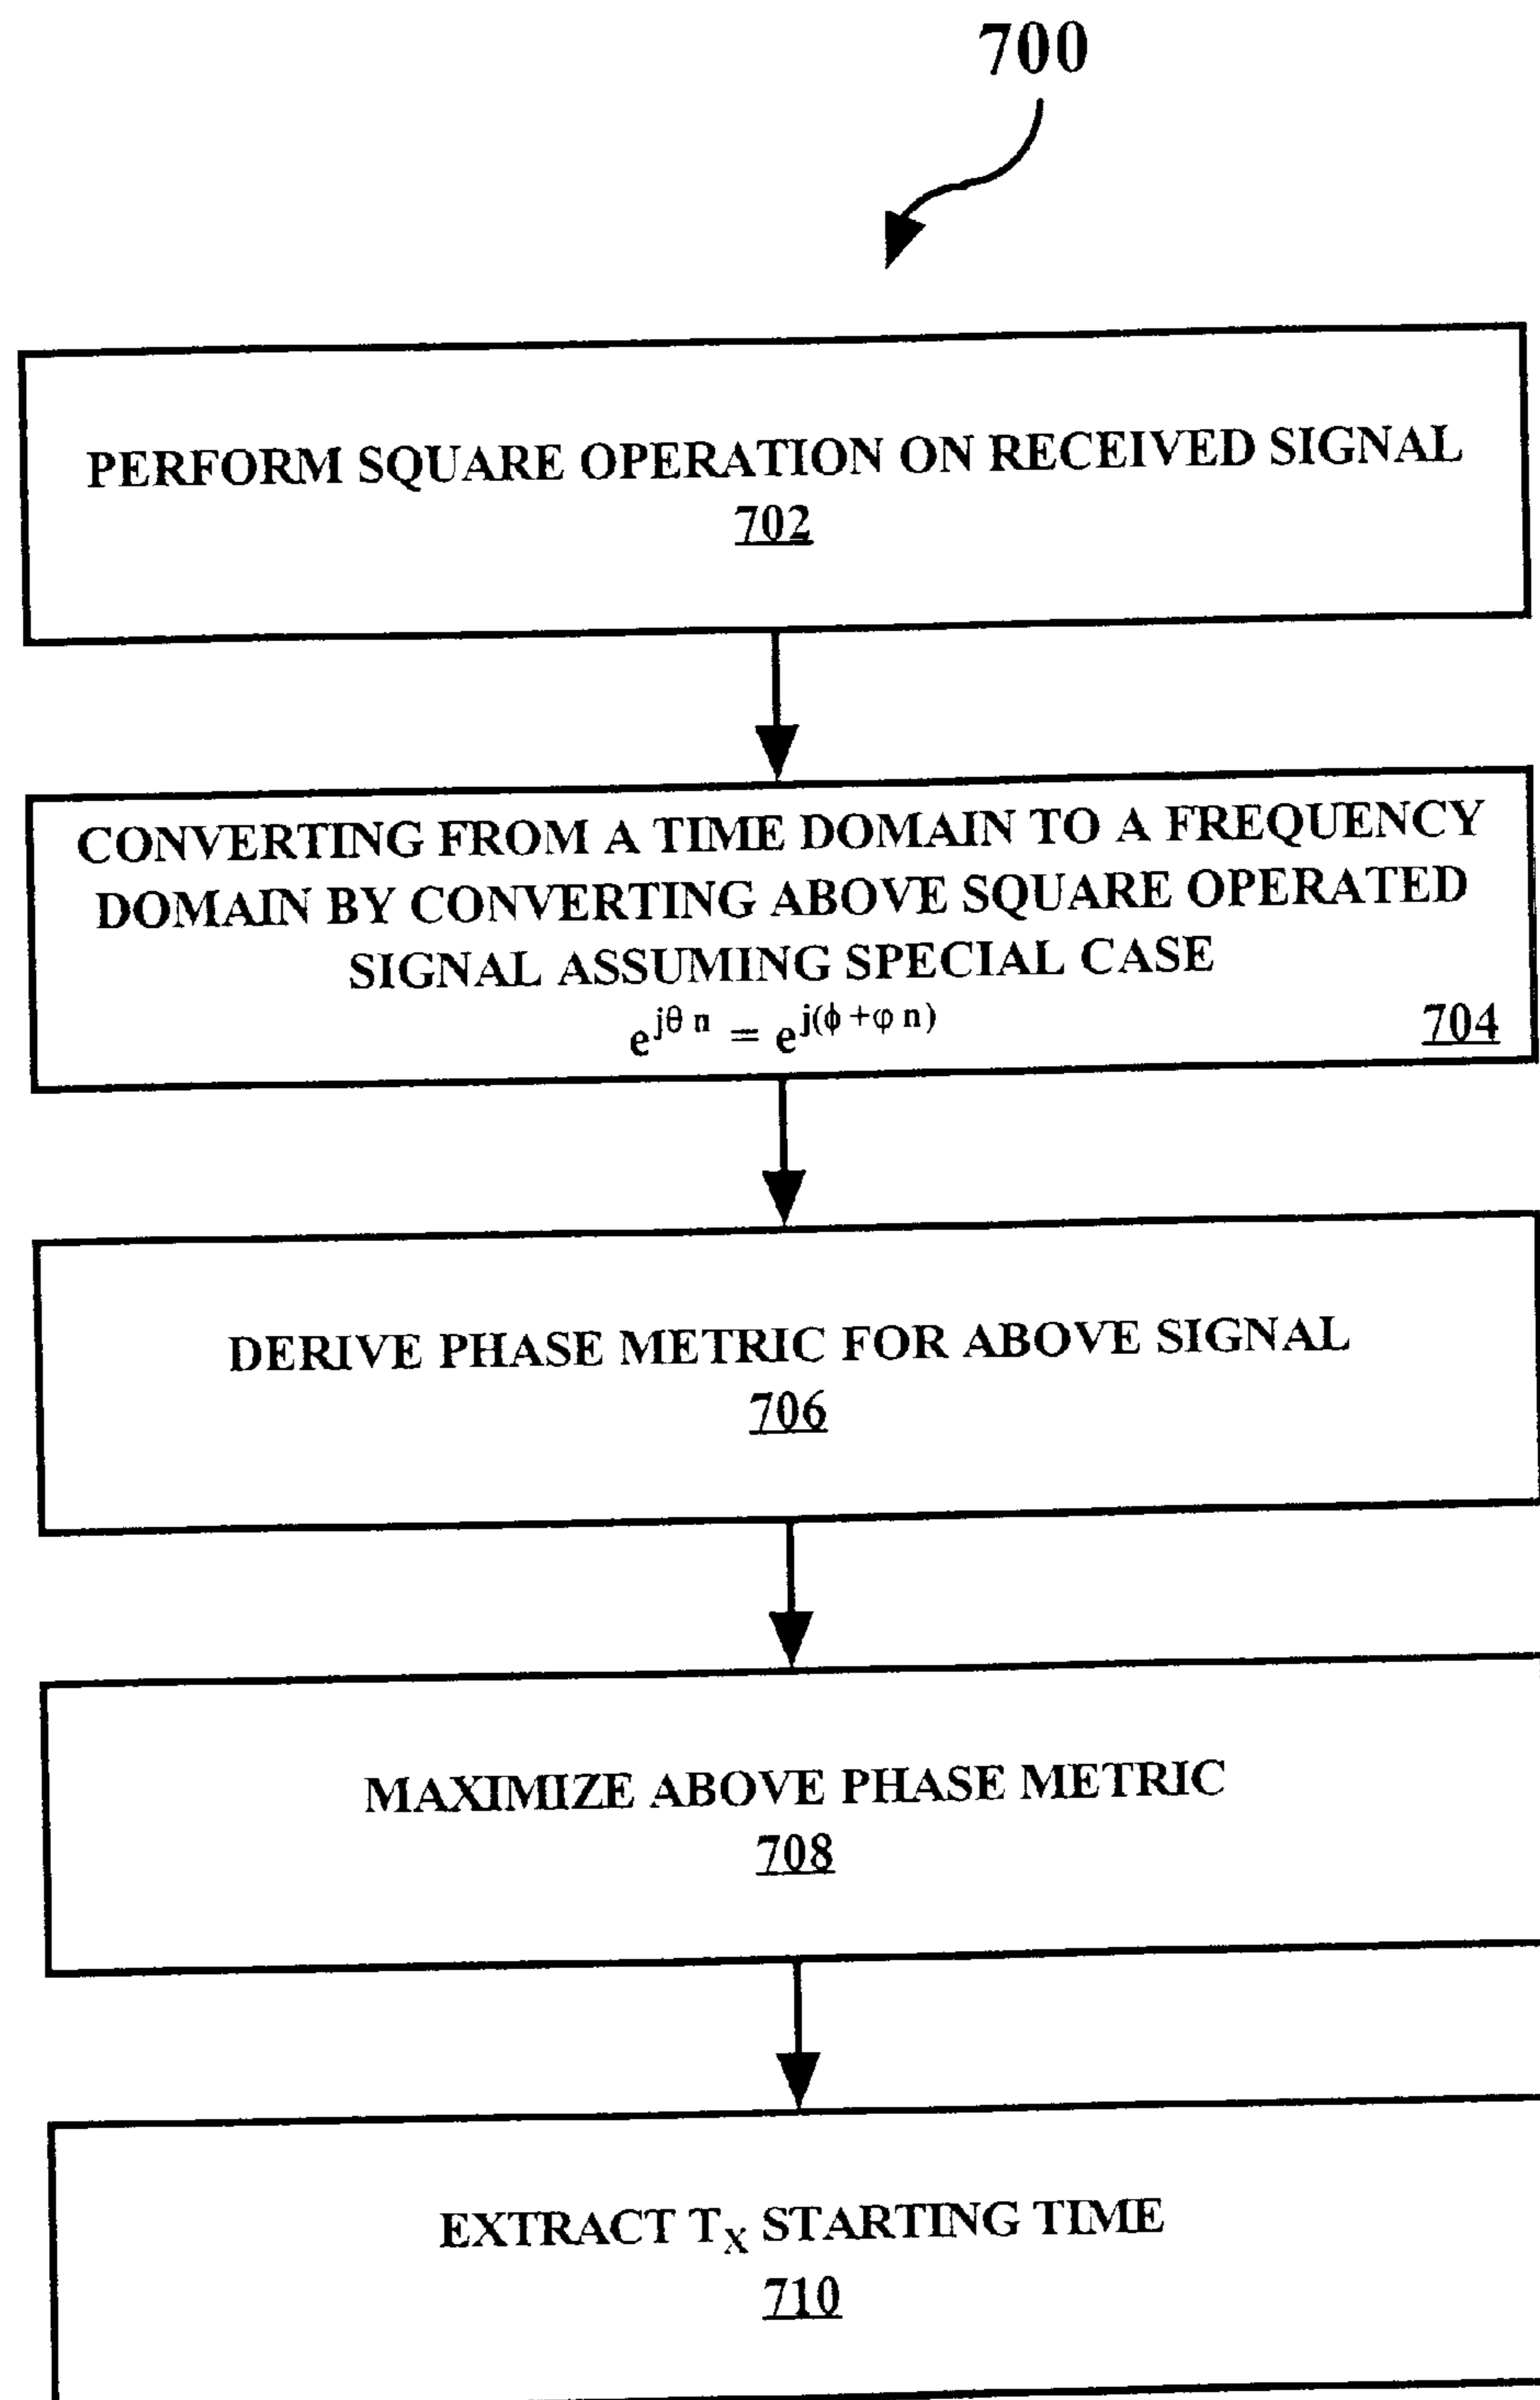 700
PERFORM SQUARE OPERATION ON RECEIVED SIGNAL
702
CONVERTING FROM A TIME DOMAIN TO A FREQUENCY
DOMAIN BY CONVERTING ABOVE SQUARE OPERATED
SIGNAL ASSUMING SPECIAL CASE
e^{jθ n} = e^{j(ϕ +φ n)}
704
DERIVE PHASE METRIC FOR ABOVE SIGNAL
706
MAXIMIZE ABOVE PHASE METRIC
708
EXTRACT T_X STARTING TIME
710